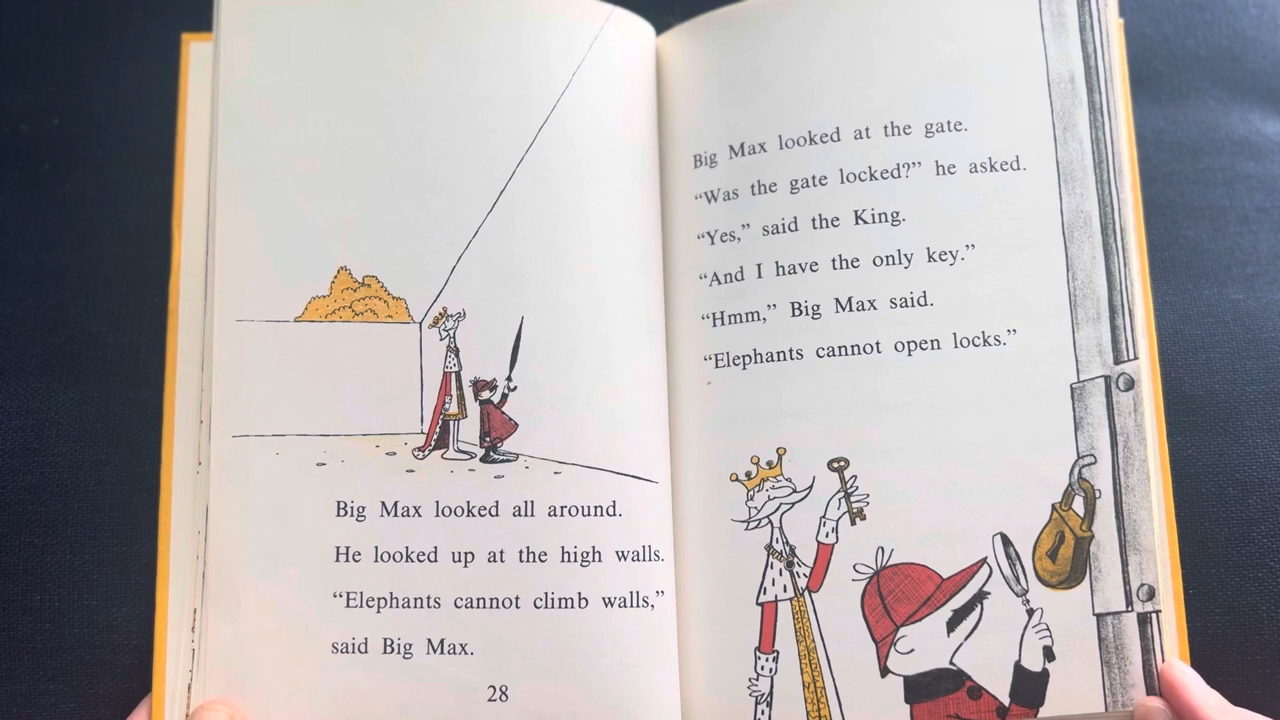 Big Max looked all around.
He looked up at the high walls.
“Elephants cannot climb walls,”
said Big Max.
28
Big Max looked at the gate.
“Was the gate locked?” he asked.
“Yes,” said the King.
“And I have the only key.”
“Hmm,” Big Max said.
“Elephants cannot open locks.”